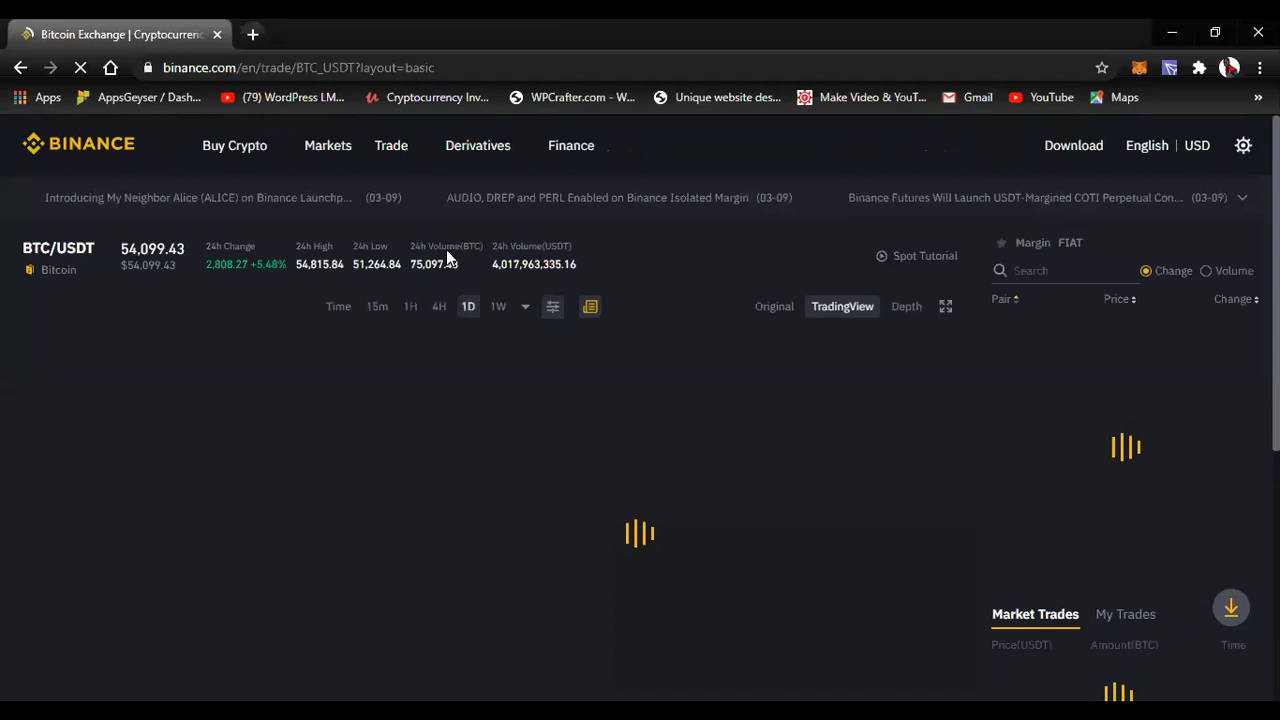 Bitcoin Exchange | Cryptocurrenc
binance.com/en/trade/BTC_USDT?layout=basic
Apps AppsGeyser / Dash... (79) WordPress LM... Cryptocurrency Inv... WPCrafter.com - W... Unique website des... Make Video & YouT... Gmail YouTube Maps »
BINANCE Buy Crypto Markets Trade Derivatives Finance Download English USD
Introducing My Neighbor Alice (ALICE) on Binance Launchp... (03-09) AUDIO, DREP and PERL Enabled on Binance Isolated Margin (03-09) Binance Futures Will Launch USDT-Margined COTI Perpetual Con... (03-09)
Margin FIAT
BTC/USDT 54,099.43 24h Change 24h High 24h Low 24h Volume(BTC) 24h Volume(USDT)
Spot Tutorial
Bitcoin $54,099.43 2,808.27 +5.48% 54,815.84 51,264.84 4,017,963,335.16
Search Change Volume
Pair Price Change
Time 15m 1H 4H 1D 1W Original TradingView Depth
Market Trades My Trades
Price(USDT) Amount(BTC) Time